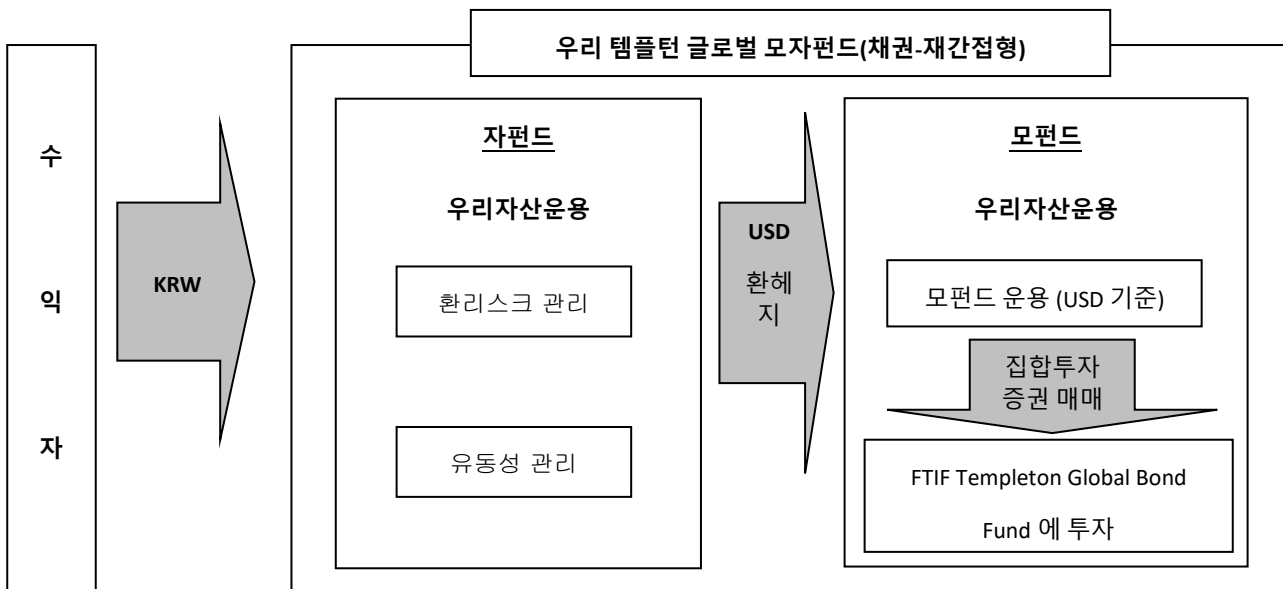 우리 템플턴 글로벌 모자펀드(채권-재간접형)
수
익
자
KRW
자펀드
우리자산운용
환리스크 관리
유동성 관리
USD
환헤
지
모펀드
우리자산운용
모펀드 운용 (USD 기준)
집합투자
증권 매매
FTIF Templeton Global Bond
Fund 에 투자